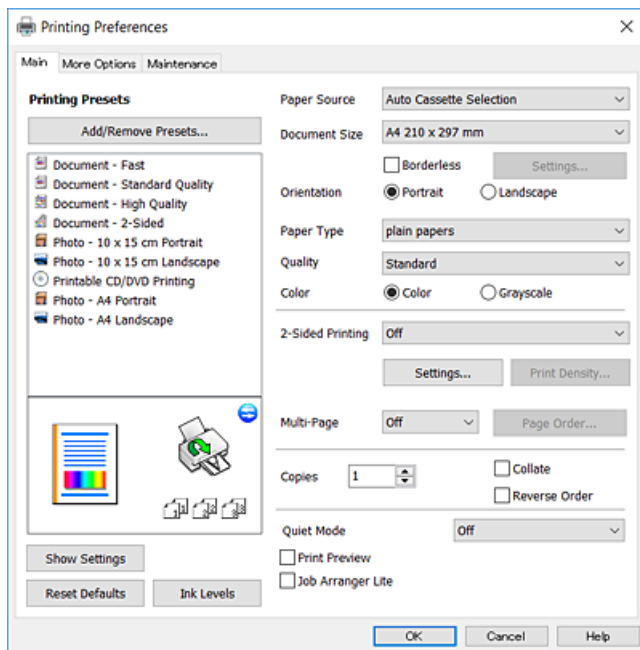 Printing Preferences
Main More Options Maintenance
Printing Presets
Add/Remove Presets...
Document - Fast
Document - Standard Quality
Document - High Quality
Document - 2-Sided
Photo - 10 x 15 cm Portrait
Photo - 10 x 15 cm Landscape
Printable CD/DVD Printing
Photo - A4 Portrait
Photo - A4 Landscape
Show Settings
Reset Defaults Ink Levels
Paper Source Auto Cassette Selection
Document Size A4 210 x 297 mm
Borderless Settings...
Orientation Portrait Landscape
Paper Type plain papers
Quality Standard
Color Color Grayscale
2-Sided Printing Off
Settings... Print Density...
Multi-Page Off Page Order...
Copies 1 Collate
Reverse Order
Quiet Mode Off
Print Preview
Job Arranger Lite
OK Cancel Help